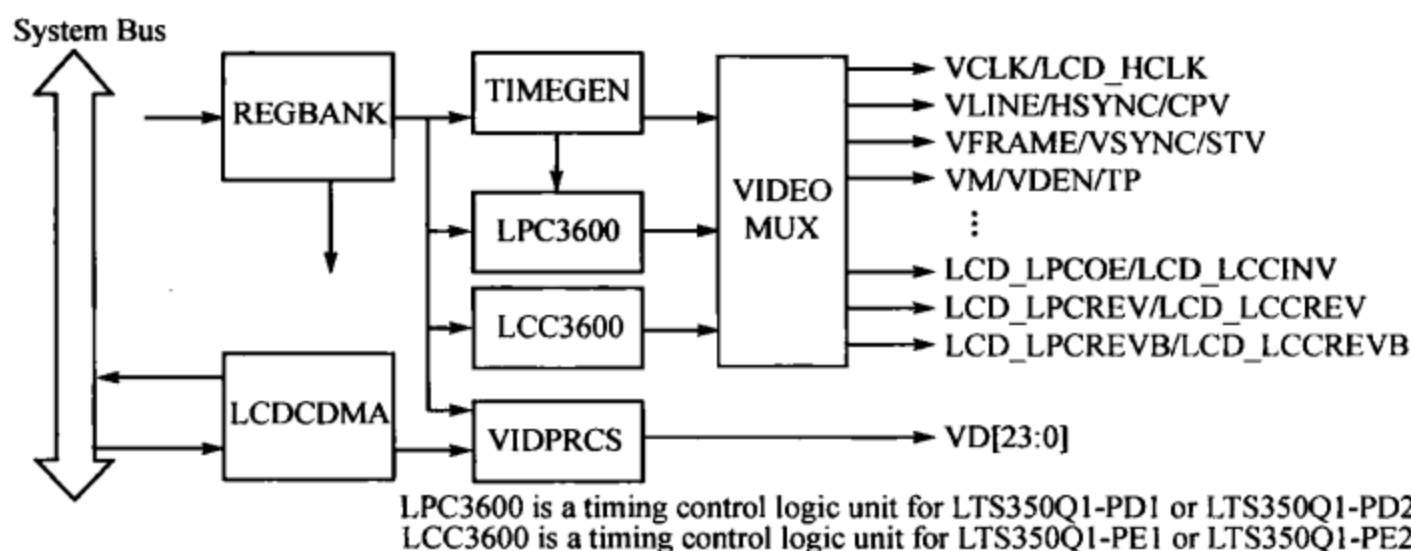 System Bus
REGBANK
TIMEGEN
LPC3600
LCC3600
LCDCDMA
VIDPRCS
VIDEO
MUX
VCLK/LCD_HCLK
VLINE/HSYNC/CPV
VFRAME/VSYNC/STV
VM/VDEN/TP
⋮
LCD_LPCOE/LCD_LCCINV
LCD_LPCREV/LCD_LCCREV
LCD_LPCREVB/LCD_LCCREVB
VD[23:0]
LPC3600 is a timing control logic unit for LTS350Q1-PD1 or LTS350Q1-PD2
LCC3600 is a timing control logic unit for LTS350Q1-PE1 or LTS350Q1-PE2